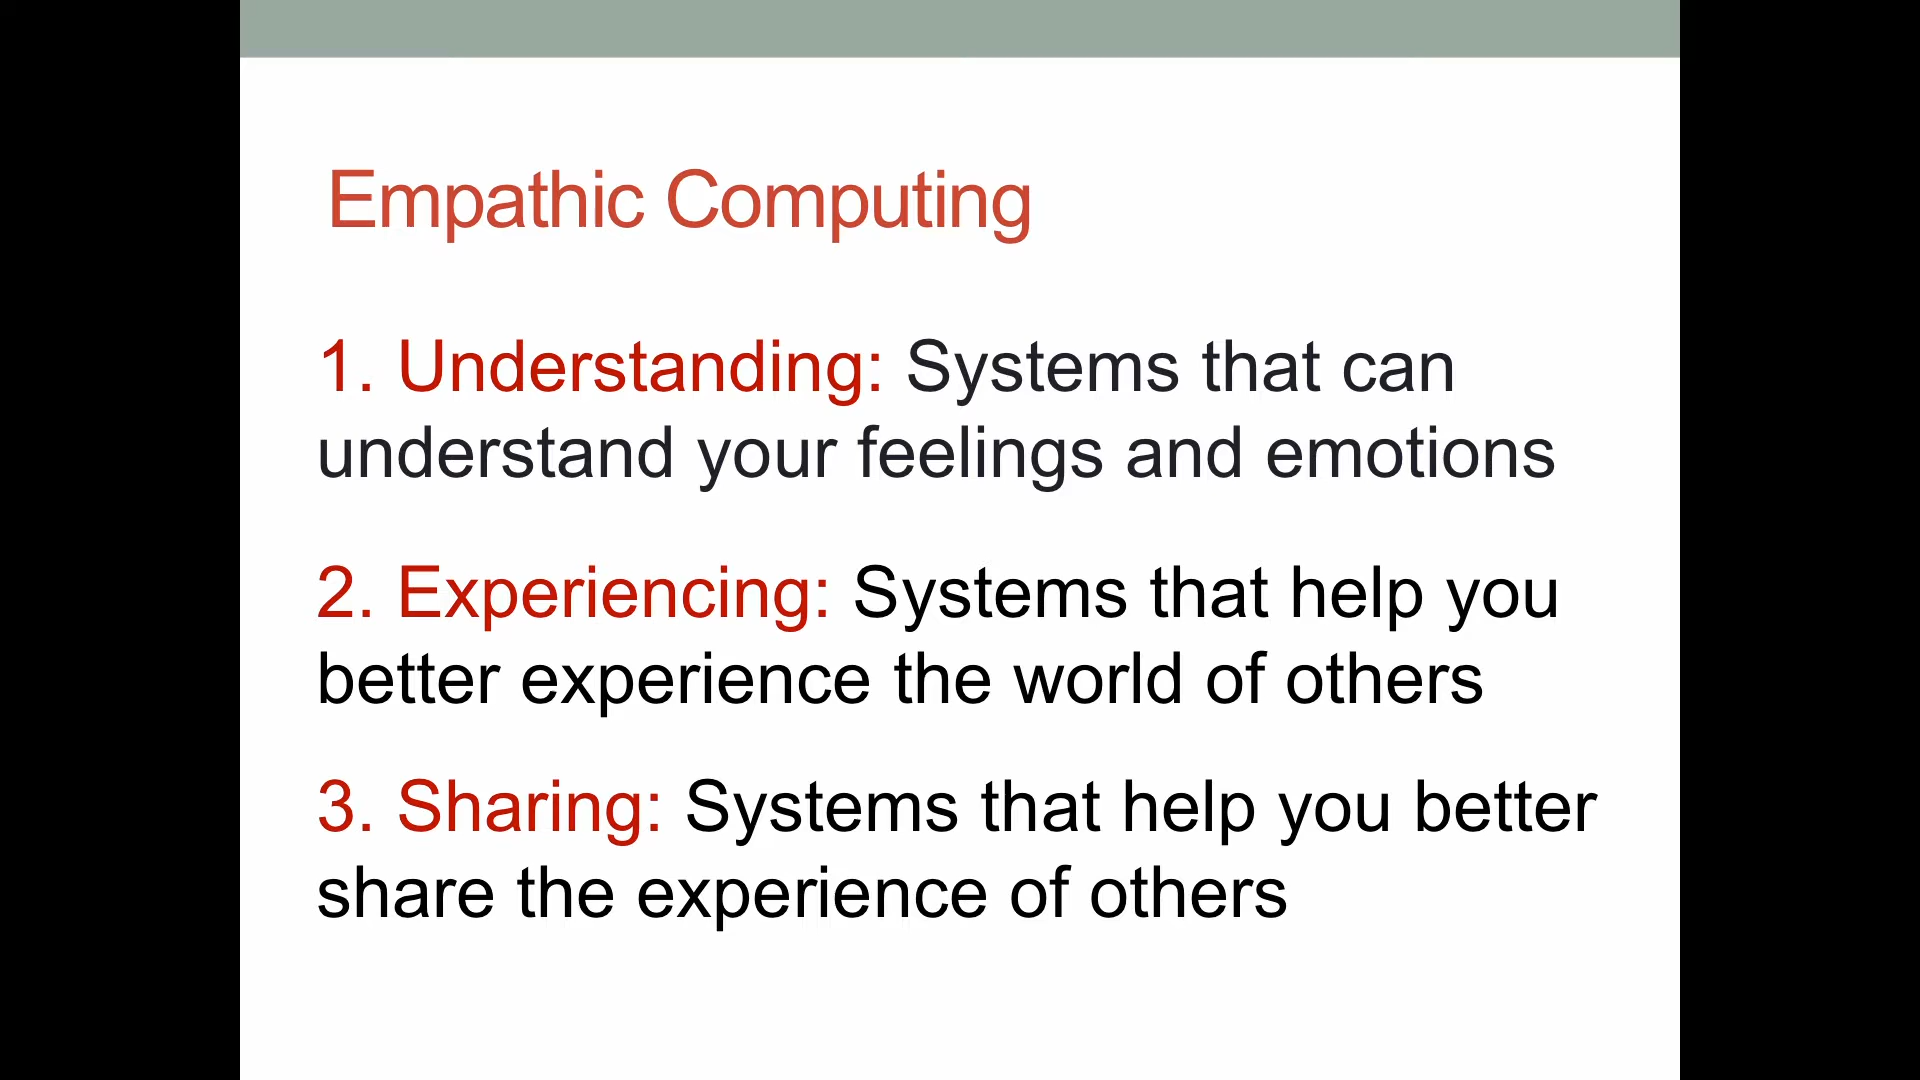 Empathic Computing
1. Understanding: Systems that can
understand your feelings and emotions
2. Experiencing: Systems that help you
better experience the world of others
3. Sharing: Systems that help you better
share the experience of others